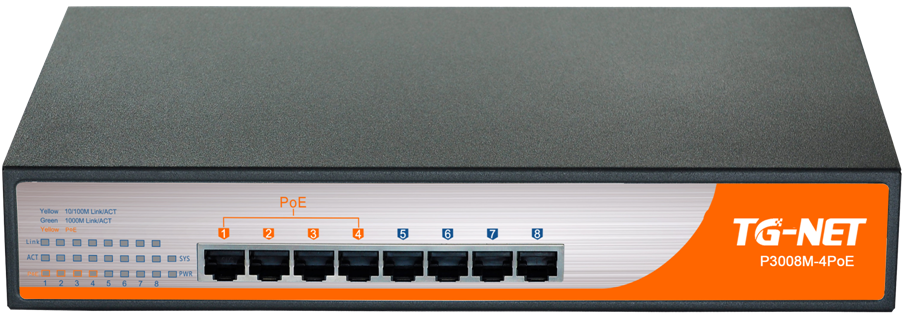 Yellow 10/100M Link/ACT
Green 1000M Link/ACT
Yellow PoE
Link
ACT SYS
PWR
1 2 3 4 5 6 7 8
PoE
1 2 3 4 5 6 7 8
TG-NET
P3008M-4PoE